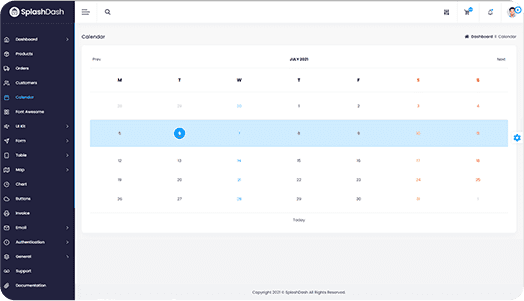 SplashDash
Dashboard
Products
Orders
Customers
Calendar
Font Awesome
UI Kit
Form
Table
Map
Chart
Buttons
Invoice
Email
Authentication
General
Support
Documentation
Calendar
Dashboard Calendar
Prev JULY 2021 Next
M T W T F S S
28 29 30 1 2 3 4
5 6 7 8 9 10 11
12 13 14 15 16 17 18
19 20 21 22 23 24 25
26 27 28 29 30 31 1
Today
Copyright 2021 © SplashDash All Rights Reserved.